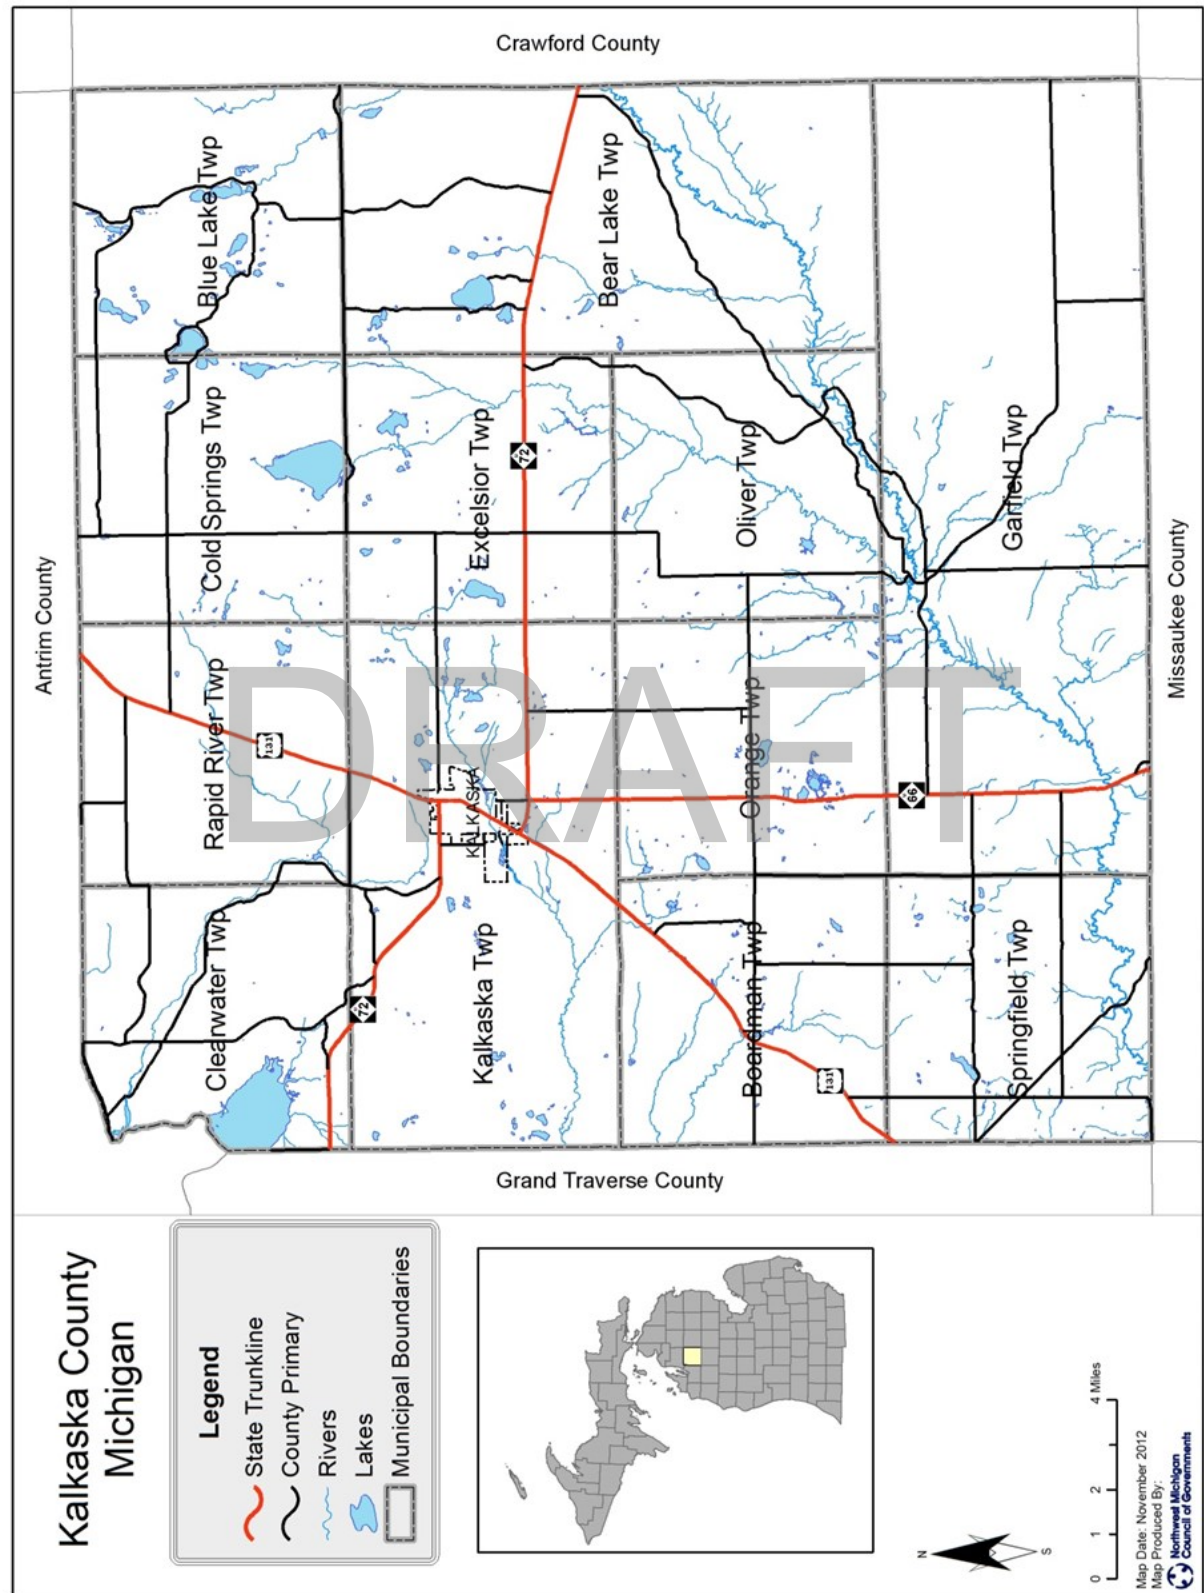 Kalkaska County
Michigan
Legend
State Trunkline
County Primary
Rivers
Lakes
Municipal Boundaries
N
S
0 1 2 4 Miles
Map Date: November 2012
Map Produced By:
Northwest Michigan
Council of Governments
Antrim County
Crawford County
Grand Traverse County
Missaukee County
Clearwater Twp
Rapid River Twp
Cold Springs Twp
Blue Lake Twp
131
72
Kalkaska Twp
KALKASKA
Excelsior Twp
72
Bear Lake Twp
DRAFT
Boardman Twp
Orange Twp
Oliver Twp
131
66
Springfield Twp
Garfield Twp